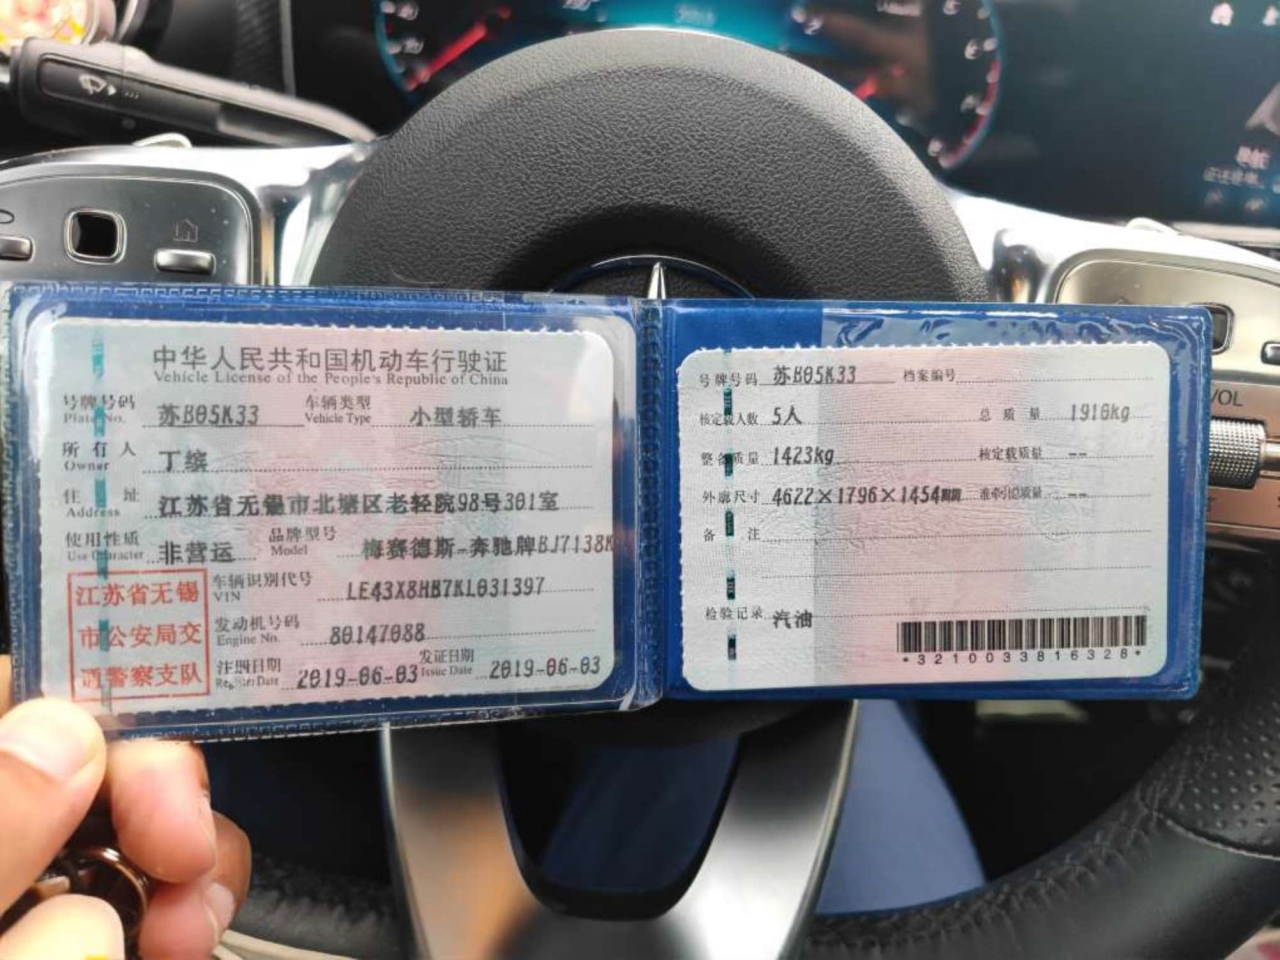 中华人民共和国机动车行驶证
Vehicle License of the People's Republic of China
号牌号码 Plate No. 苏B05K33 车辆类型 Vehicle Type 小型轿车
所有人 Owner 丁缤
住址 Address 江苏省无锡市北塘区老轻院98号301室
使用性质 Use Character 非营运 品牌型号 Model 梅赛德斯-奔驰牌BJ7138
江苏省无锡市公安局交通警察支队
车辆识别代号 VIN LE43X8HB7KL031397
发动机号码 Engine No. 80147088
注册日期 Register Date 2019-06-03 发证日期 Issue Date 2019-06-03
号牌号码 苏B05K33 档案编号
核定载人数 5人 总质量 1910kg
整备质量 1423kg 核定载质量 --
外廓尺寸 4622×1796×1454mm 准牵引总质量 --
备注
检验记录 汽油
*3210033816328*
VOL